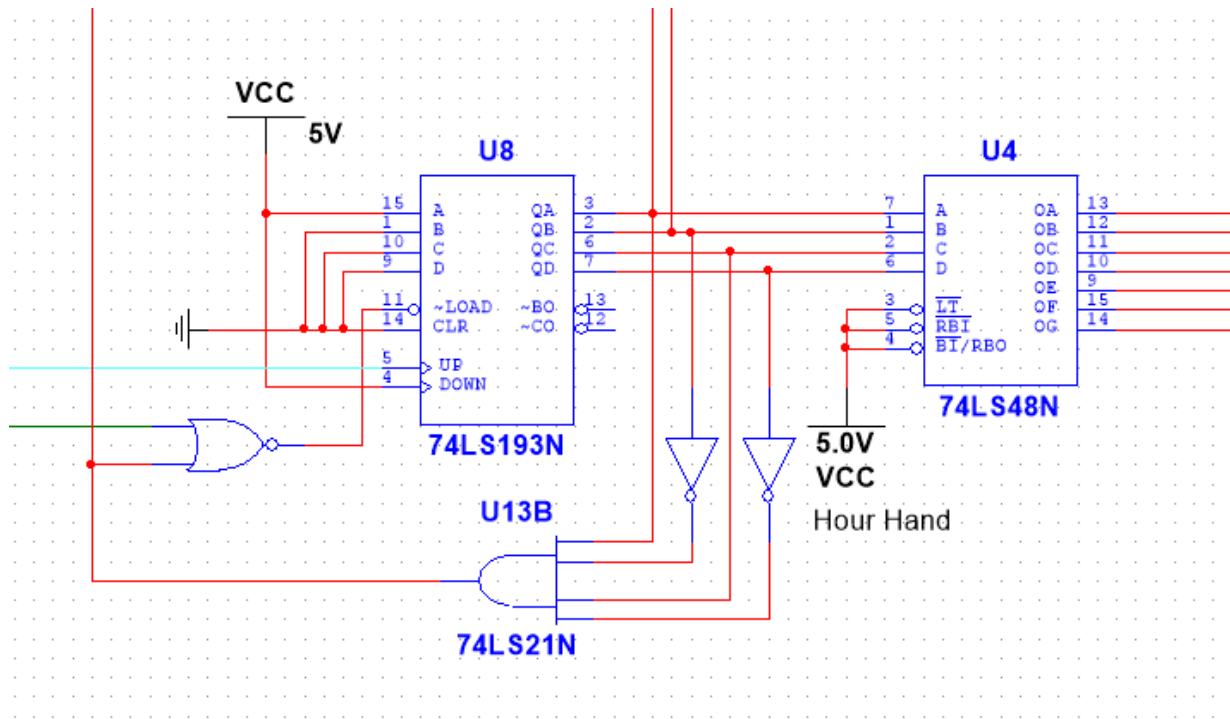 VCC
5V
U8
U4
15 A QA 3
1 B QB 2
10 C QC 6
9 D QD 7
11 ~LOAD ~BO 13
14 CLR ~CO 12
5 UP
4 DOWN
74LS193N
7 A OA 13
1 B OB 12
2 C OC 11
6 D OD 10
OE 9
3 LT OF 15
5 RBI OG 14
4 BI/RBO
74LS48N
5.0V
VCC
Hour Hand
U13B
74LS21N